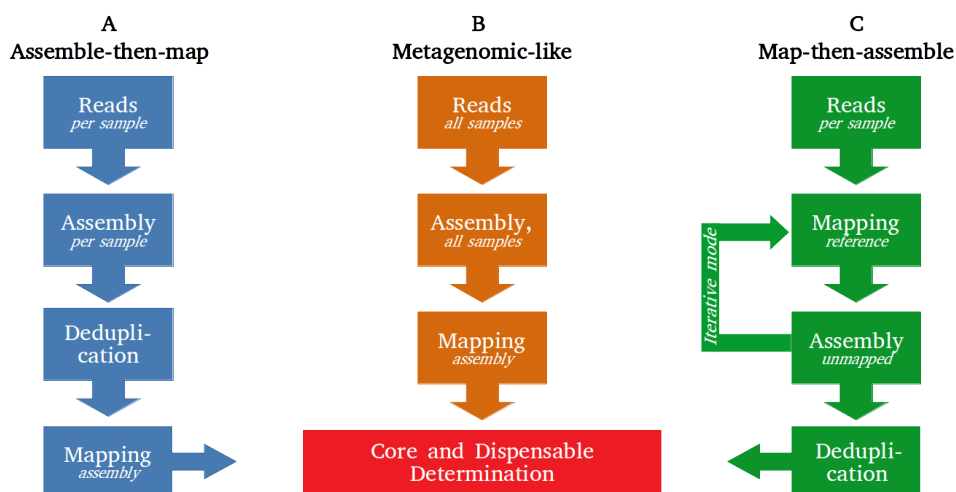 A
Assemble-then-map
Reads
per sample
Assembly
per sample
Dedupli-
cation
Mapping
assembly
B
Metagenomic-like
Reads
all samples
Assembly,
all samples
Mapping
assembly
Core and Dispensable
Determination
C
Map-then-assemble
Reads
per sample
Mapping
reference
Iterative mode
Assembly
unmapped
Dedupli-
cation